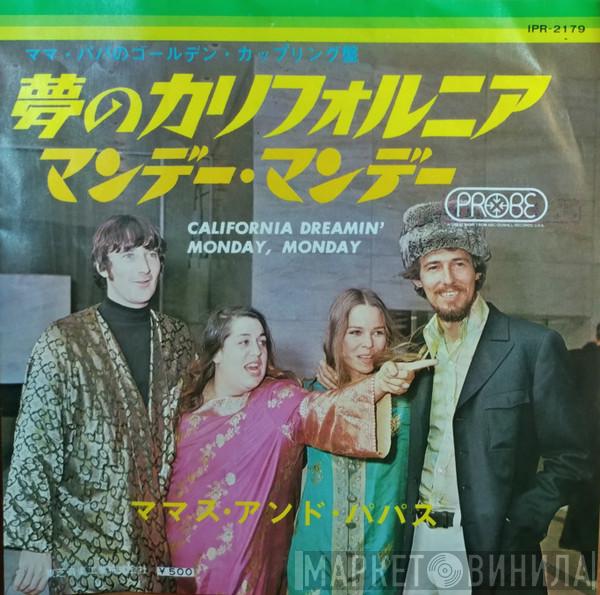 IPR-2179
ママ・パパのゴールデン・カップリング盤
夢のカリフォルニア
マンデー・マンデー
PROBE
CALIFORNIA DREAMIN'
MONDAY, MONDAY
ママス・アンド・パパス
¥500
МАРКЕТ ВИНИЛА